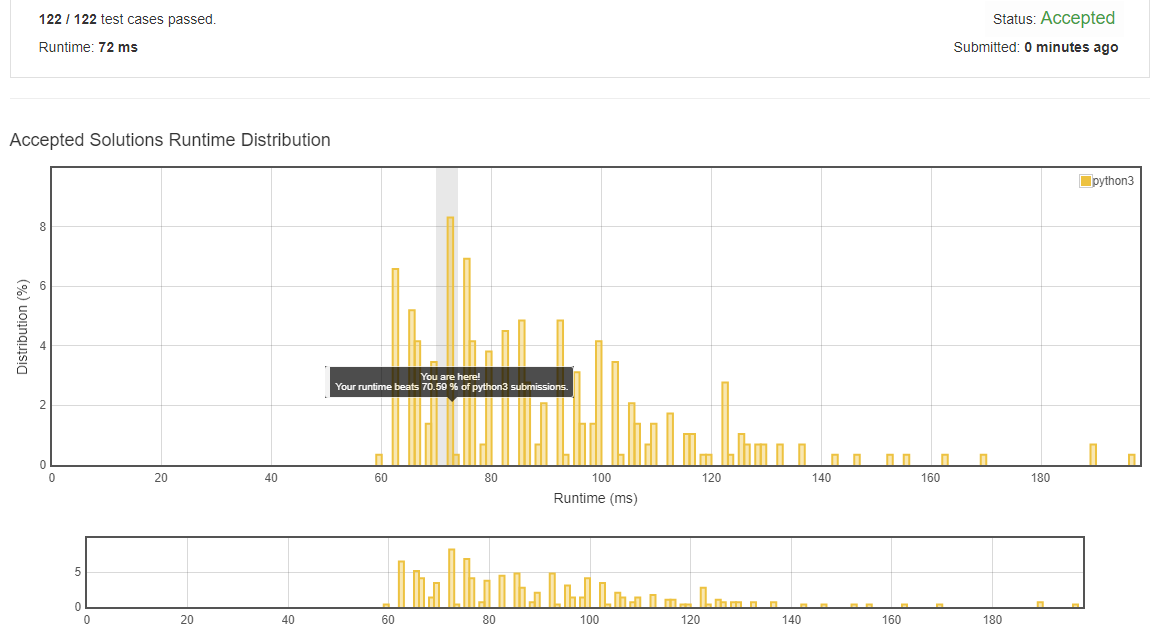 122 / 122 test cases passed.
Status: Accepted
Runtime: 72 ms
Submitted: 0 minutes ago
Accepted Solutions Runtime Distribution
python3
8
6
4
2
0
Distribution (%)
You are here!
Your runtime beats 70.59 % of python3 submissions.
0 20 40 60 80 100 120 140 160 180
Runtime (ms)
5
0
0 20 40 60 80 100 120 140 160 180